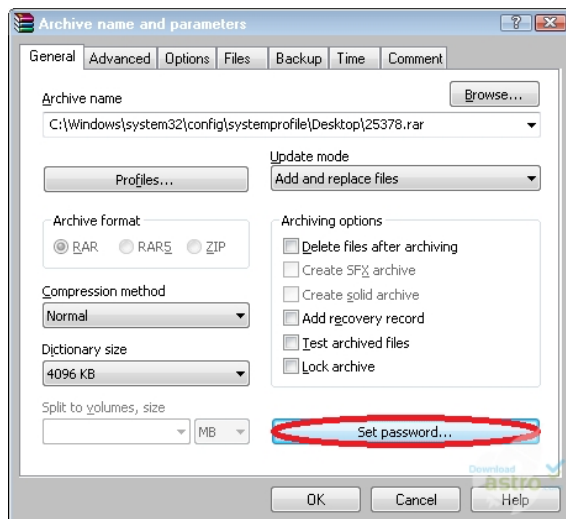 Archive name and parameters
General Advanced Options Files Backup Time Comment
Archive name
Browse...
C:\Windows\system32\config\systemprofile\Desktop\25378.rar
Update mode
Profiles...
Add and replace files
Archive format
RAR RAR5 ZIP
Archiving options
Delete files after archiving
Create SFX archive
Create solid archive
Add recovery record
Test archived files
Lock archive
Compression method
Normal
Dictionary size
4096 KB
Split to volumes, size
MB
Set password...
Download
astro
OK Cancel Help